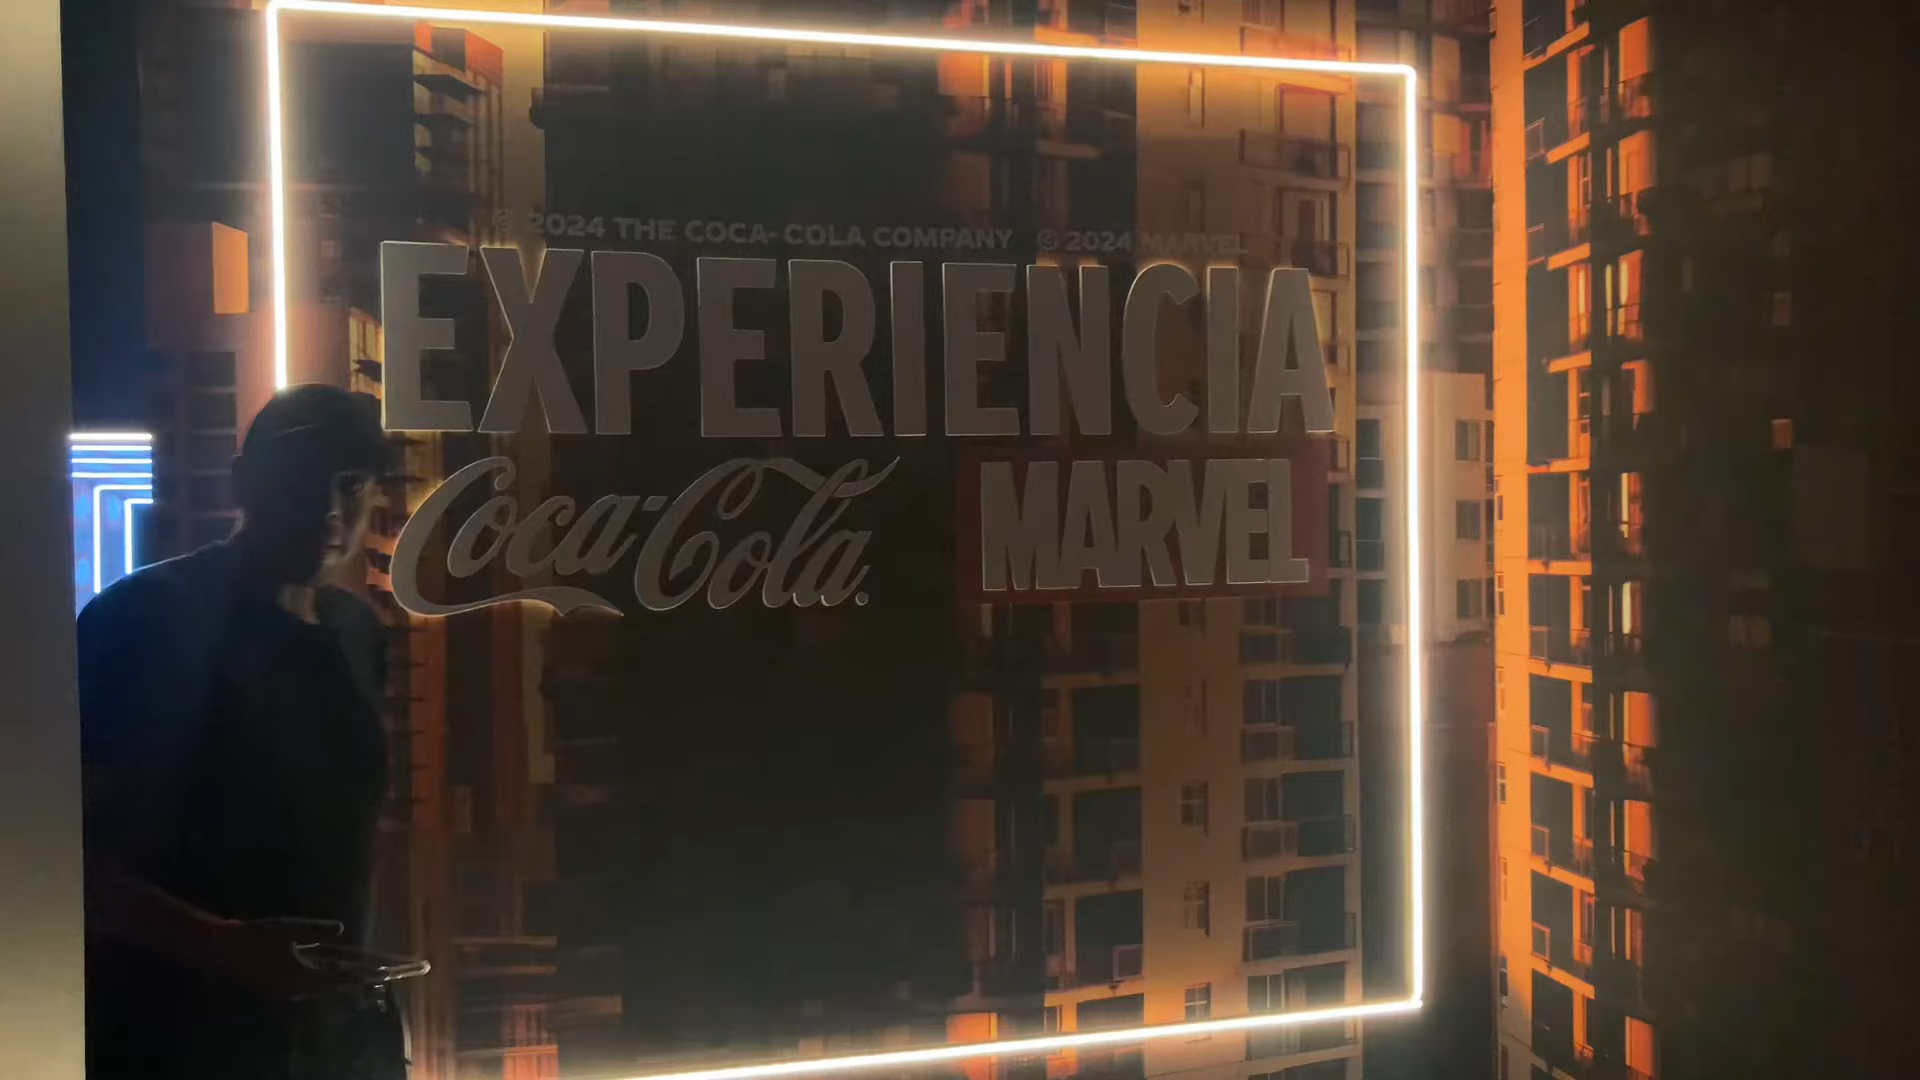 © 2024 THE COCA-COLA COMPANY © 2024 MARVEL
EXPERIENCIA
Coca-Cola. MARVEL